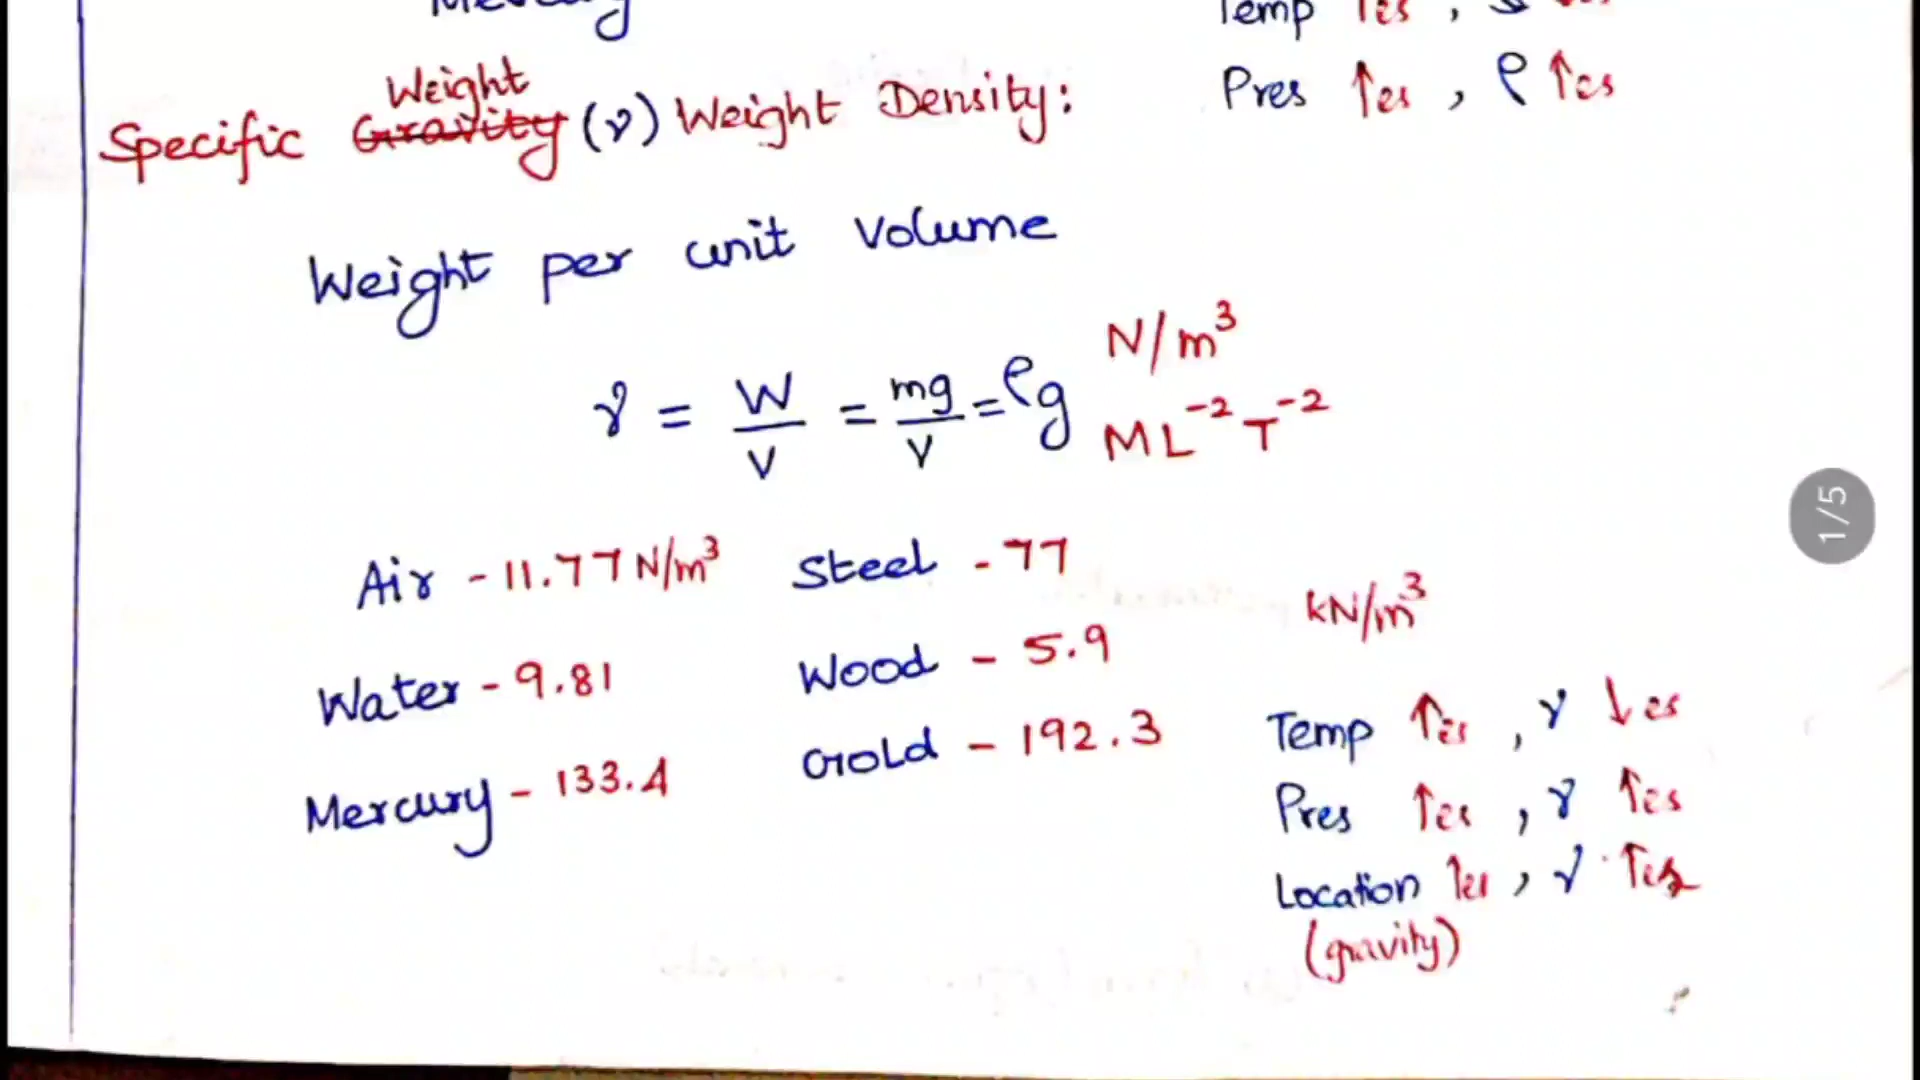 Mercury
Temp ↑es ,
Pres ↑es , ρ ↑es
Weight
Specific Gravity (γ) Weight Density:
Weight per unit Volume
γ = W/V = mg/V = ρg N/m³
ML⁻²T⁻²
Air - 11.77 N/m³ Steel - 77
kN/m³
Water - 9.81 Wood - 5.9
Mercury - 133.4 Gold - 192.3
Temp ↑es , γ ↓es
Pres ↑es , γ ↑es
Location ↑es , γ ↑es
(gravity)
1/5